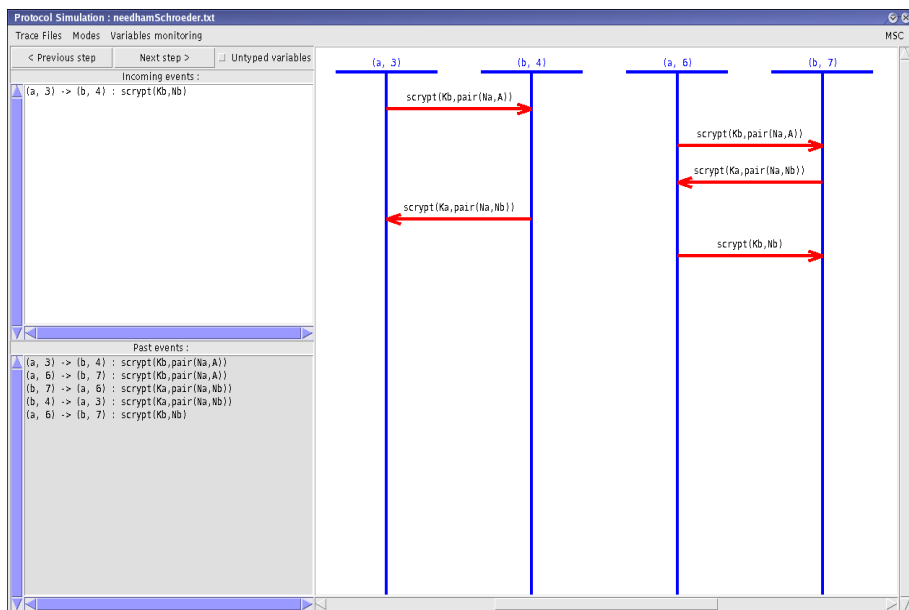 Protocol Simulation : needhamSchroeder.txt
Trace Files Modes Variables monitoring MSC
< Previous step Next step > Untyped variables
Incoming events :
(a, 3) -> (b, 4) : scrypt(Kb,Nb)
Past events :
(a, 3) -> (b, 4) : scrypt(Kb,pair(Na,A))
(a, 6) -> (b, 7) : scrypt(Kb,pair(Na,A))
(b, 7) -> (a, 6) : scrypt(Ka,pair(Na,Nb))
(b, 4) -> (a, 3) : scrypt(Ka,pair(Na,Nb))
(a, 6) -> (b, 7) : scrypt(Kb,Nb)
(a, 3) (b, 4) (a, 6) (b, 7)
scrypt(Kb,pair(Na,A))
scrypt(Kb,pair(Na,A))
scrypt(Ka,pair(Na,Nb))
scrypt(Ka,pair(Na,Nb))
scrypt(Kb,Nb)